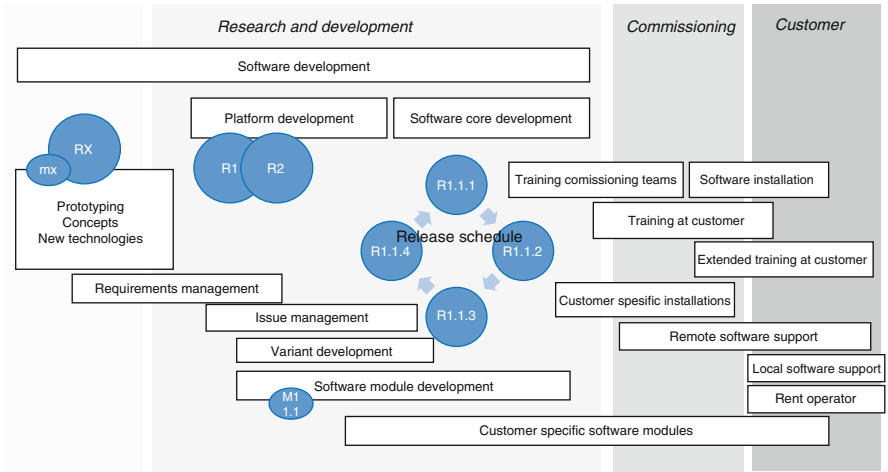 Research and development
Commissioning
Customer
Software development
Platform development
Software core development
RX
mx
R1
R2
R1.1.1
Training comissioning teams
Software installation
Prototyping
Concepts
New technologies
Training at customer
Release schedule
R1.1.4
R1.1.2
Extended training at customer
Requirements management
Customer spesific installations
Issue management
R1.1.3
Remote software support
Variant development
Local software support
Software module development
M1
1.1
Rent operator
Customer specific software modules